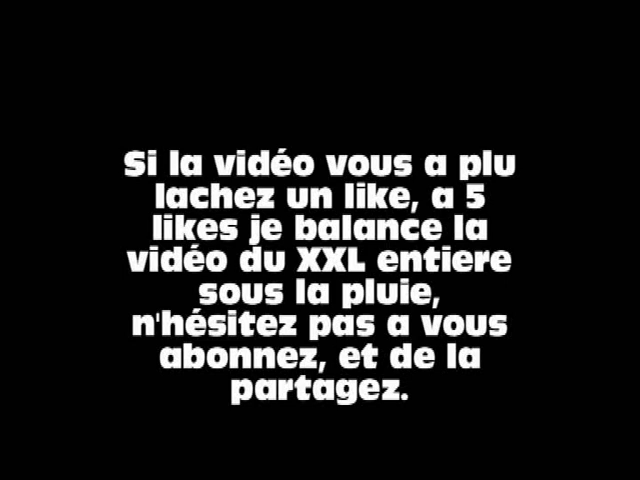 Si la vidéo vous a plu
lachez un like, a 5
likes je balance la
vidéo du XXL entiere
sous la pluie,
n'hésitez pas a vous
abonnez, et de la
partagez.